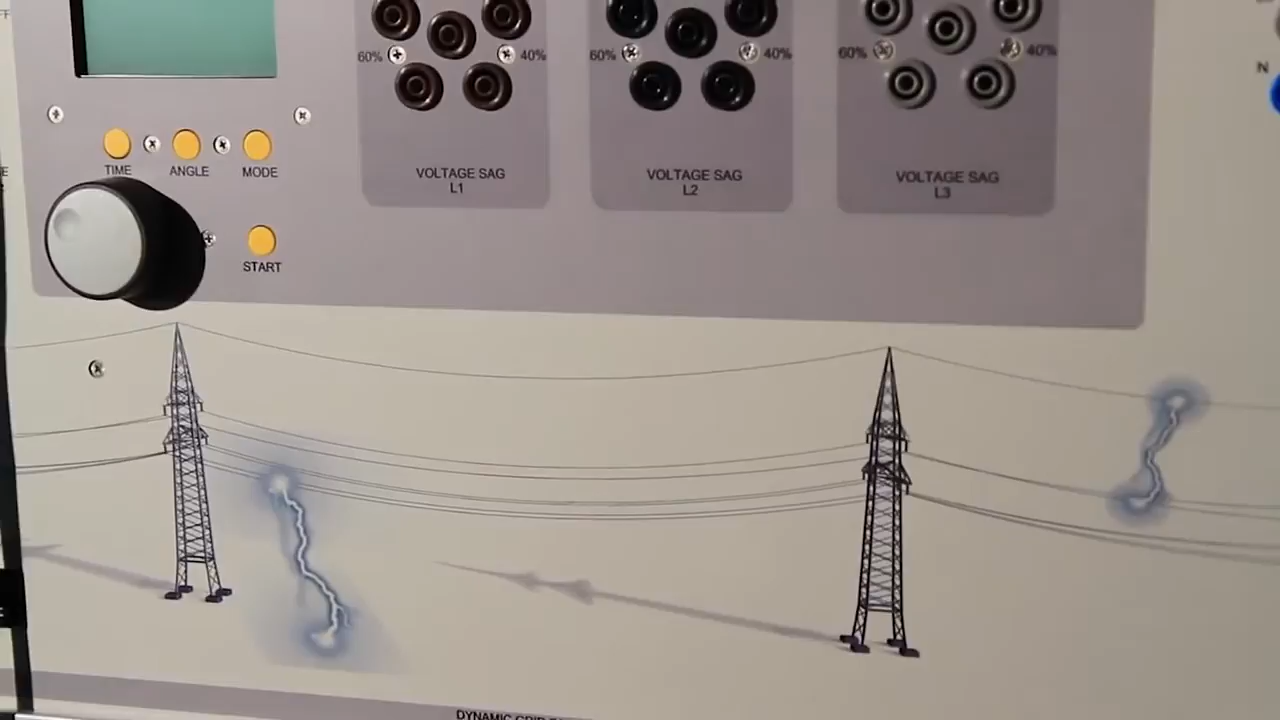 60%
40%
60%
40%
60%
40%
N
TIME
ANGLE
MODE
VOLTAGE SAG
L1
VOLTAGE SAG
L2
VOLTAGE SAG
L3
START
DYNAMIC GRID